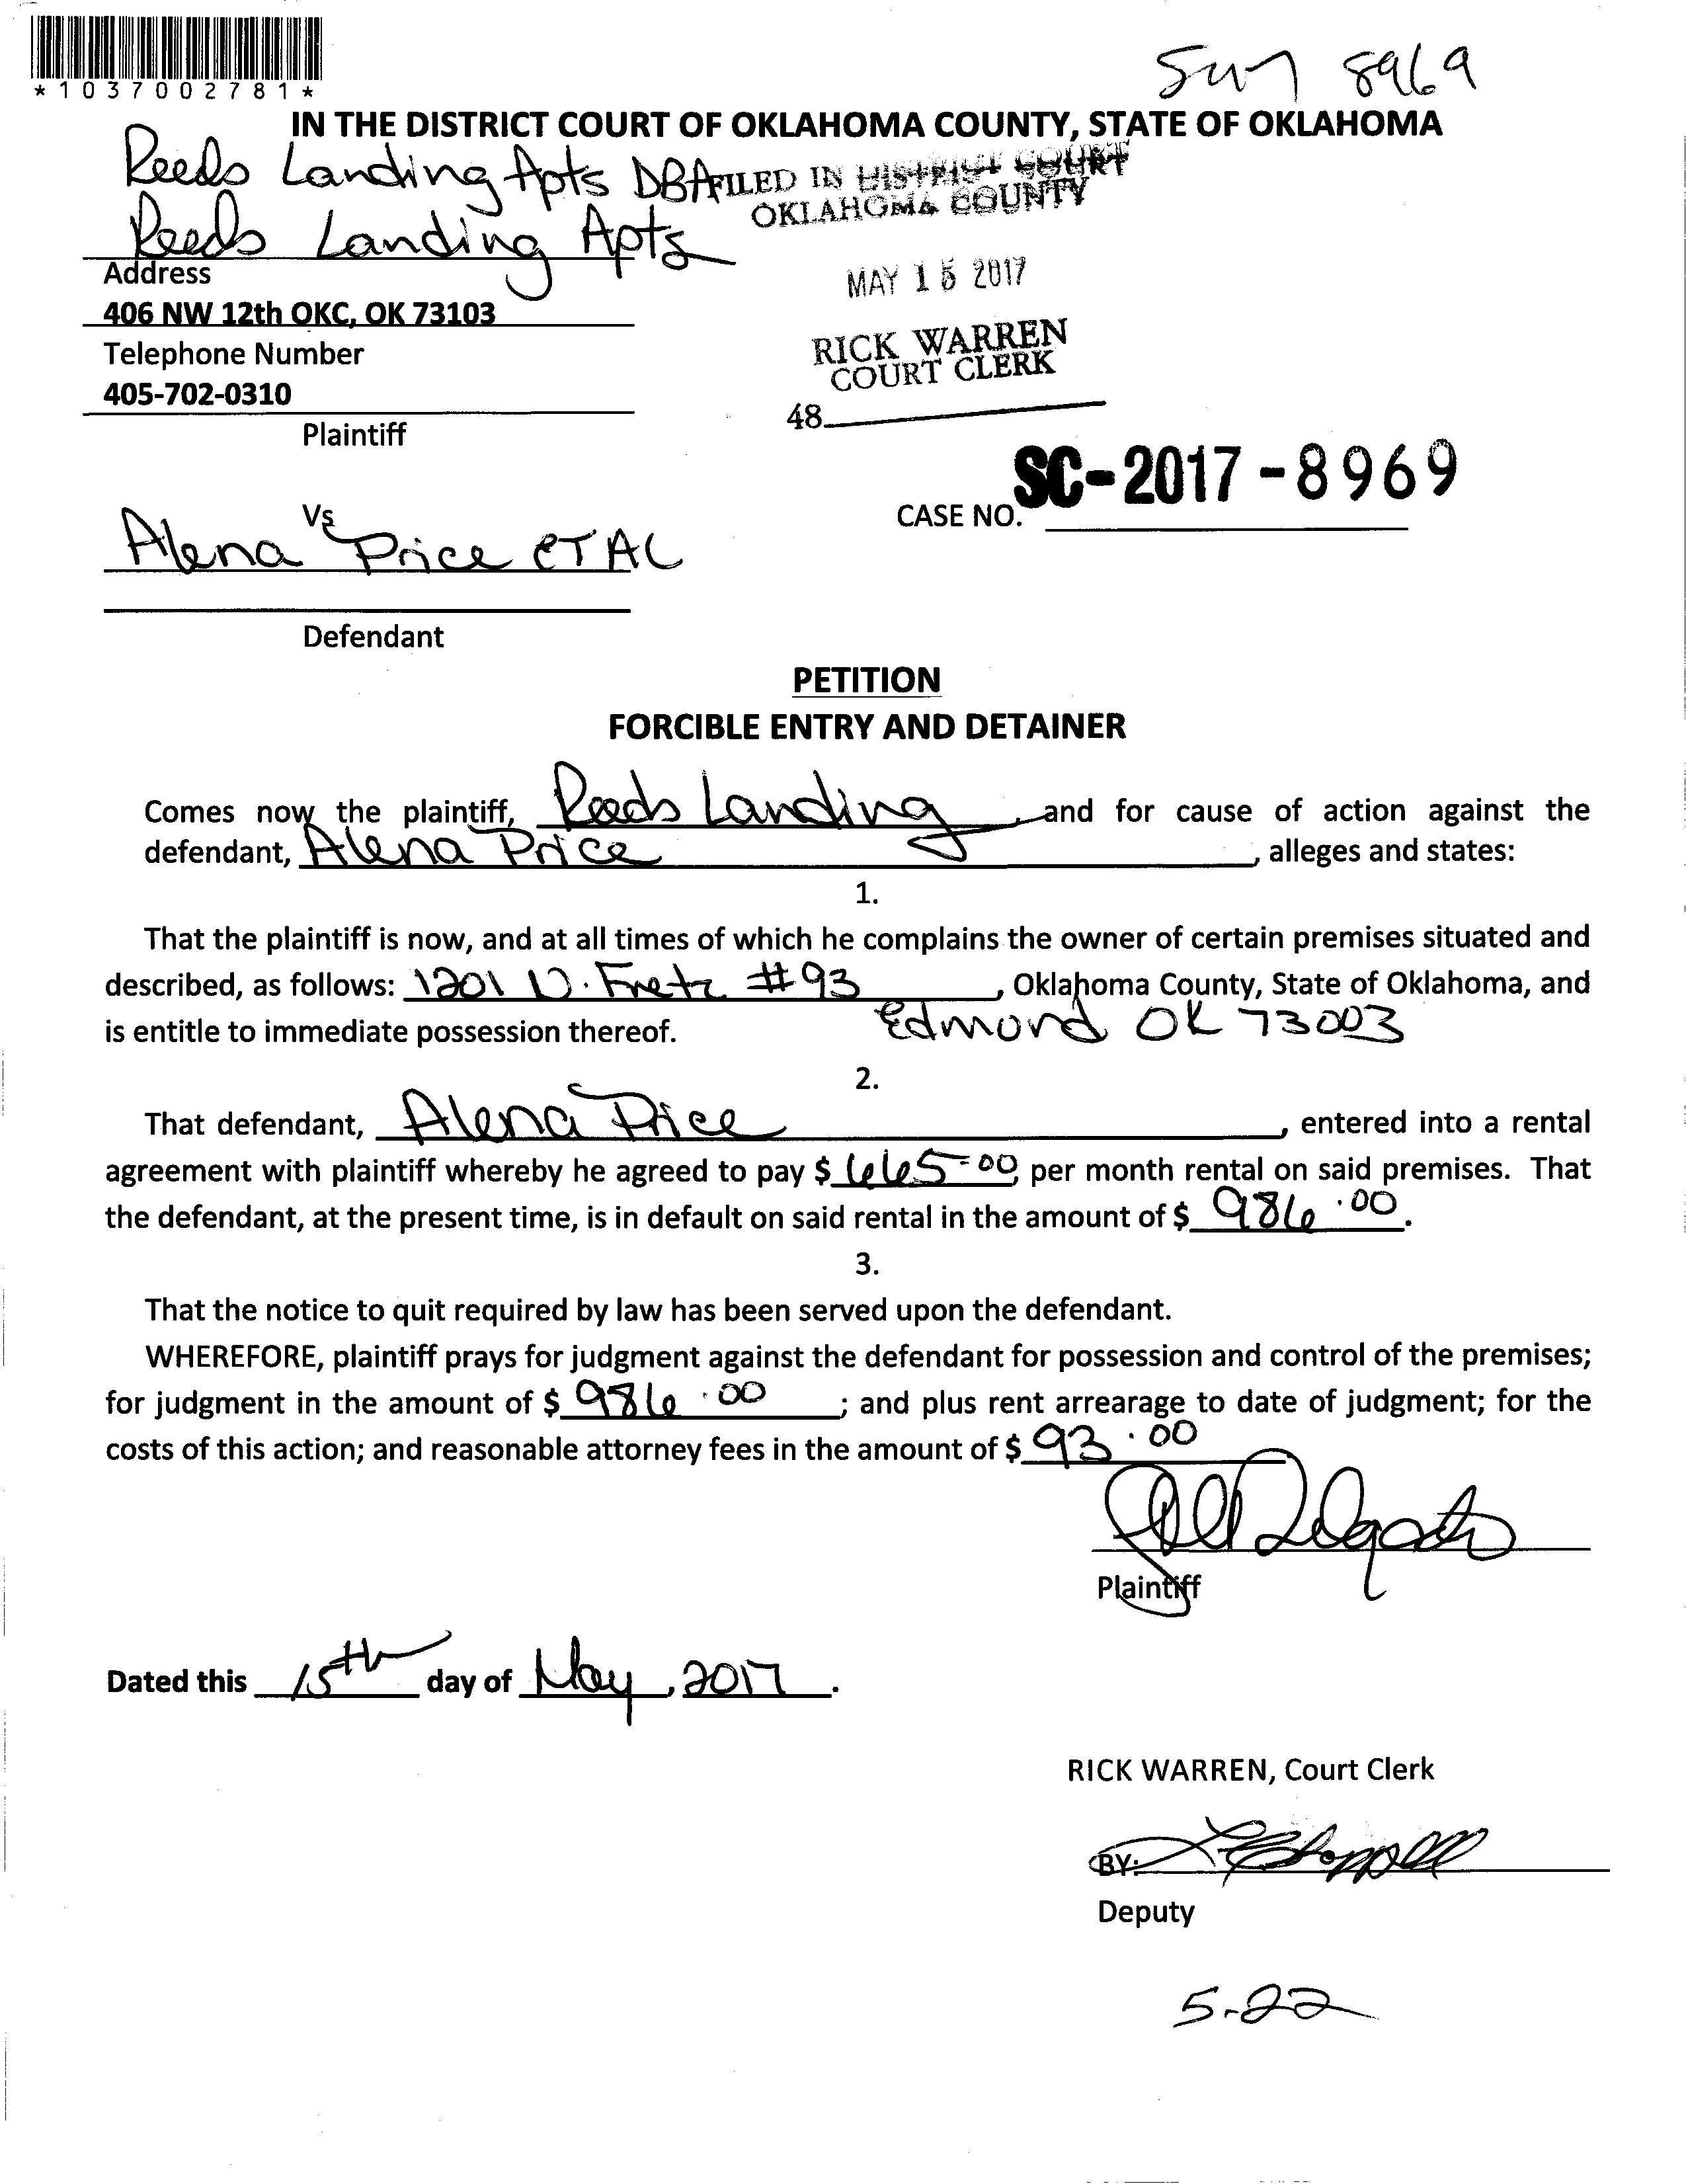 *1037002781*
8969
IN THE DISTRICT COURT OF OKLAHOMA COUNTY, STATE OF OKLAHOMA
Reeds Landing Apts DBA
FILED IN DISTRICT COURT
OKLAHOMA COUNTY
Reeds Landing Apts
Address
MAY 15 2017
406 NW 12th OKC, OK 73103
Telephone Number
RICK WARREN
COURT CLERK
405-702-0310
48
Plaintiff
SC-2017-8969
CASE NO.
Vs
Alena Price ETAL
Defendant
PETITION
FORCIBLE ENTRY AND DETAINER
Comes now the plaintiff, Reeds Landing, and for cause of action against the
defendant, Alena Price, alleges and states:
1.
That the plaintiff is now, and at all times of which he complains the owner of certain premises situated and
described, as follows: 1201 N. Fretz #93, Oklahoma County, State of Oklahoma, and
is entitle to immediate possession thereof. Edmond OK 73003
2.
That defendant, Alena Price, entered into a rental
agreement with plaintiff whereby he agreed to pay $ 665.00, per month rental on said premises. That
the defendant, at the present time, is in default on said rental in the amount of $ 986.00.
3.
That the notice to quit required by law has been served upon the defendant.
WHEREFORE, plaintiff prays for judgment against the defendant for possession and control of the premises;
for judgment in the amount of $ 986.00; and plus rent arrearage to date of judgment; for the
costs of this action; and reasonable attorney fees in the amount of $ 93.00
Plaintiff
Dated this 15th day of May, 2017.
RICK WARREN, Court Clerk
BY:
Deputy
5-22